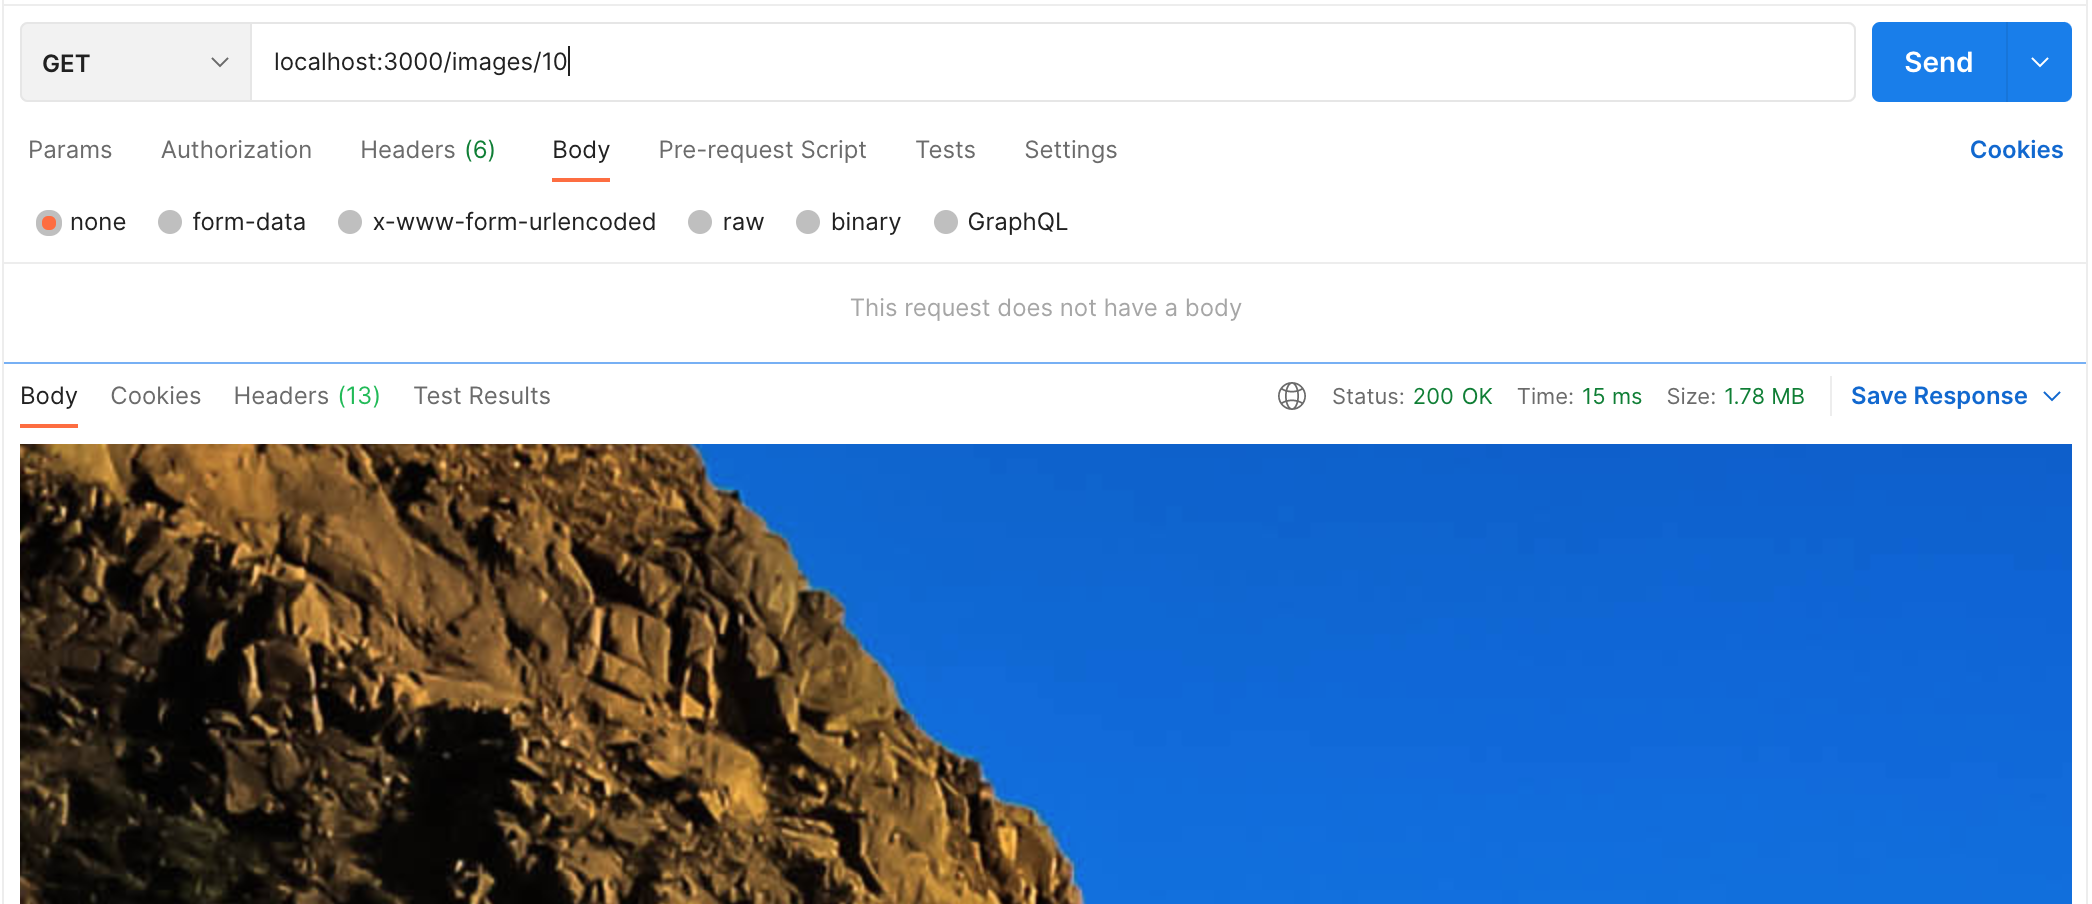 GET localhost:3000/images/10 Send
Params Authorization Headers (6) Body Pre-request Script Tests Settings Cookies
none form-data x-www-form-urlencoded raw binary GraphQL
This request does not have a body
Body Cookies Headers (13) Test Results Status: 200 OK Time: 15 ms Size: 1.78 MB Save Response